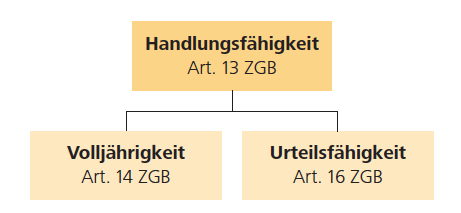 Handlungsfähigkeit
Art. 13 ZGB
Volljährigkeit
Art. 14 ZGB
Urteilsfähigkeit
Art. 16 ZGB